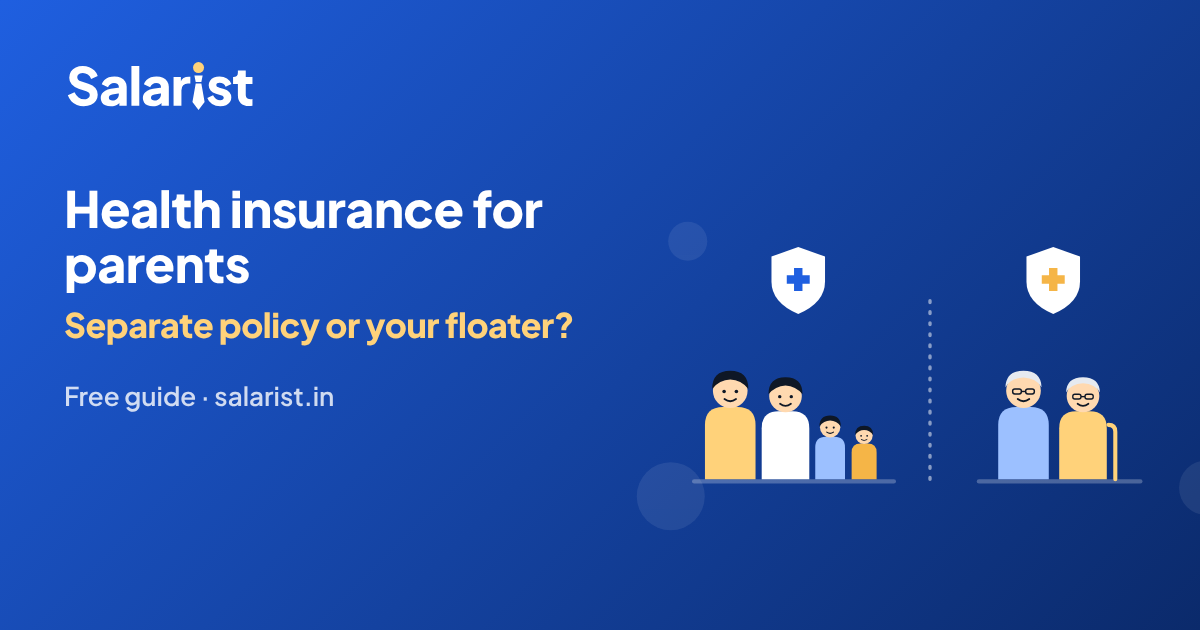 Salarist
Health insurance for
parents
Separate policy or your floater?
Free guide · salarist.in